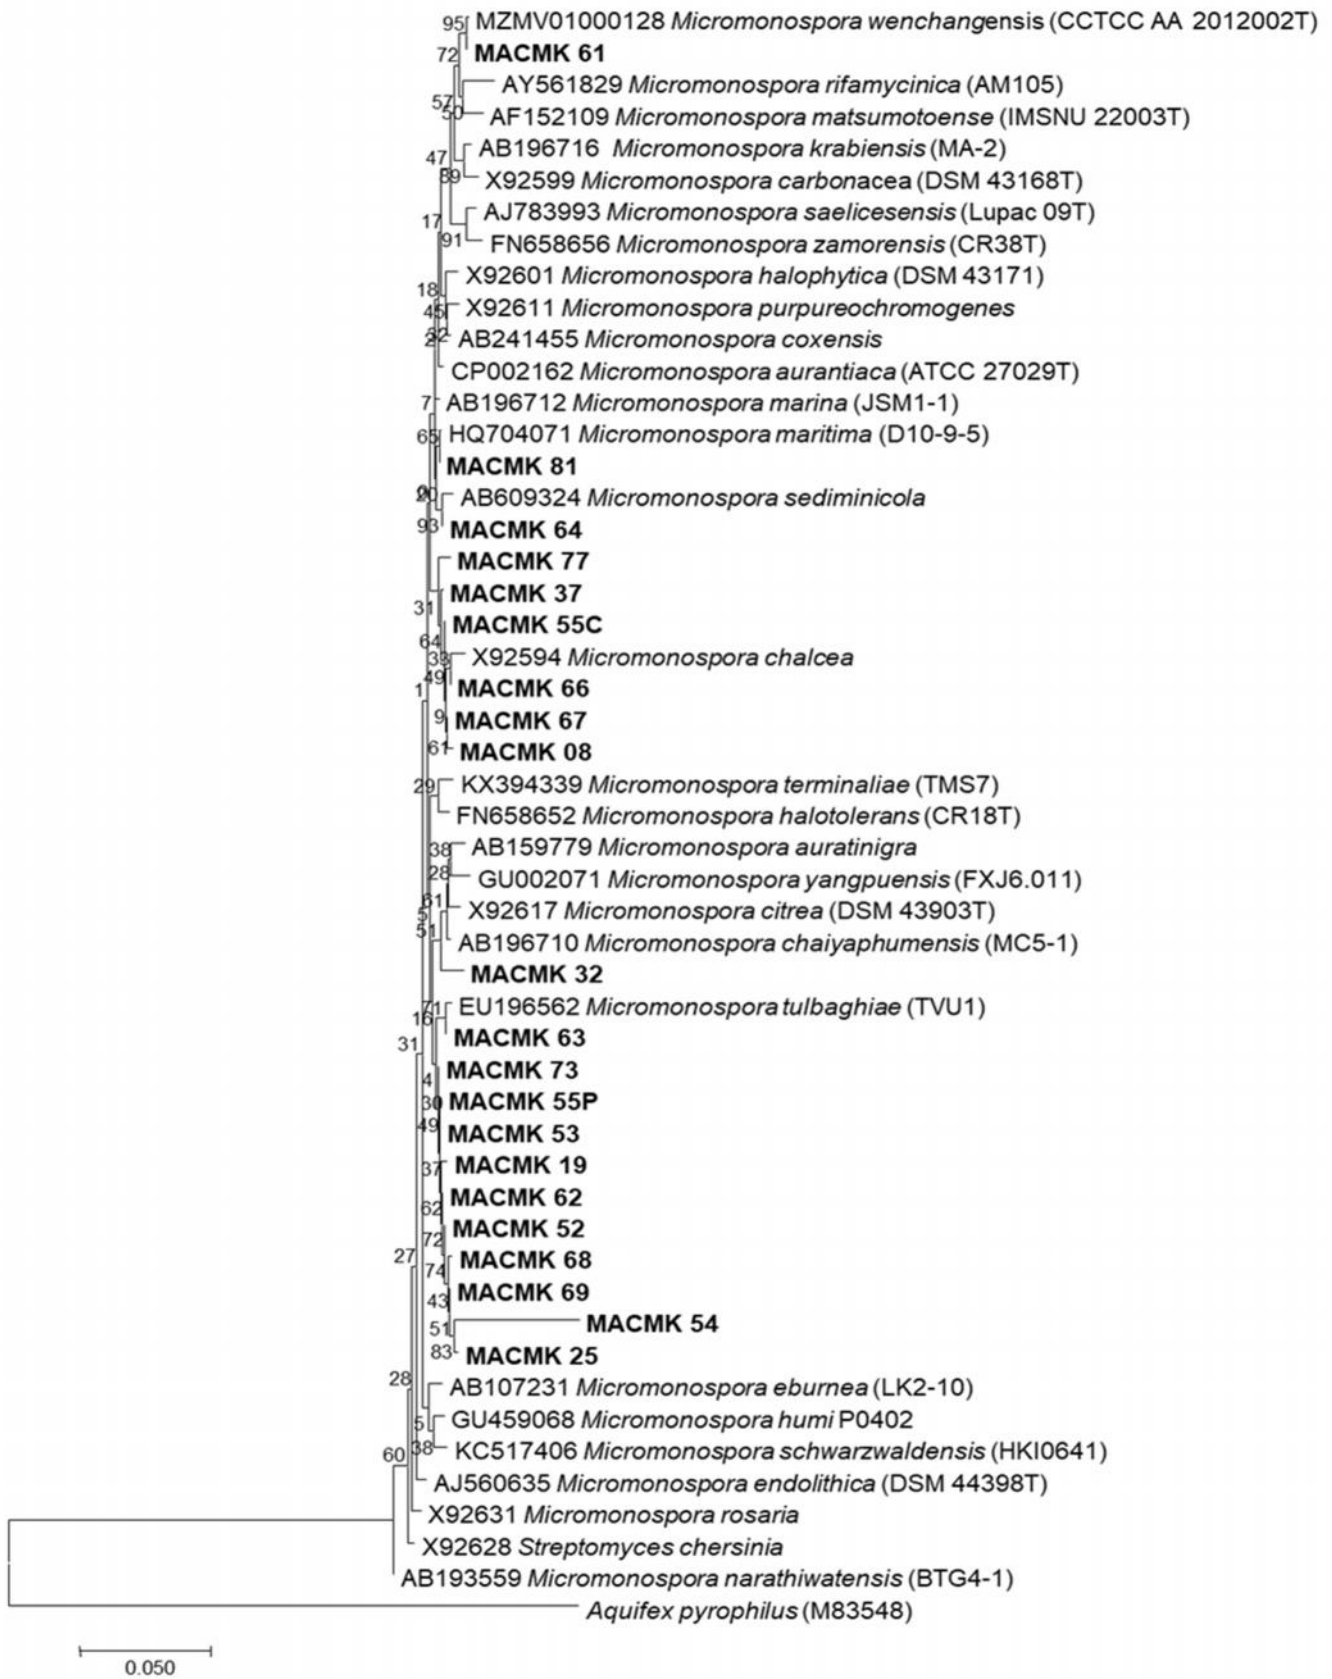 95 MZMV01000128 Micromonospora wenchangensis (CCTCC AA 2012002T)
72 MACMK 61
AY561829 Micromonospora rifamycinica (AM105)
57
50 AF152109 Micromonospora matsumotoense (IMSNU 22003T)
47 AB196716 Micromonospora krabiensis (MA-2)
89 X92599 Micromonospora carbonacea (DSM 43168T)
17 AJ783993 Micromonospora saelicesensis (Lupac 09T)
91 FN658656 Micromonospora zamorensis (CR38T)
18 X92601 Micromonospora halophytica (DSM 43171)
45 X92611 Micromonospora purpureochromogenes
AB241455 Micromonospora coxensis
CP002162 Micromonospora aurantiaca (ATCC 27029T)
7 AB196712 Micromonospora marina (JSM1-1)
65 HQ704071 Micromonospora maritima (D10-9-5)
MACMK 81
AB609324 Micromonospora sediminicola
93 MACMK 64
MACMK 77
31 MACMK 37
64 MACMK 55C
33 X92594 Micromonospora chalcea
49
1 MACMK 66
9 MACMK 67
61 MACMK 08
29 KX394339 Micromonospora terminaliae (TMS7)
FN658652 Micromonospora halotolerans (CR18T)
38 AB159779 Micromonospora auratinigra
28 GU002071 Micromonospora yangpuensis (FXJ6.011)
61
5 X92617 Micromonospora citrea (DSM 43903T)
51 AB196710 Micromonospora chaiyaphumensis (MC5-1)
MACMK 32
71 EU196562 Micromonospora tulbaghiae (TVU1)
16
31 MACMK 63
4 MACMK 73
30 MACMK 55P
49 MACMK 53
37 MACMK 19
62 MACMK 62
72 MACMK 52
27
74 MACMK 68
43 MACMK 69
51 MACMK 54
83 MACMK 25
28 AB107231 Micromonospora eburnea (LK2-10)
5 GU459068 Micromonospora humi P0402
60 38 KC517406 Micromonospora schwarzwaldensis (HKI0641)
AJ560635 Micromonospora endolithica (DSM 44398T)
X92631 Micromonospora rosaria
X92628 Streptomyces chersinia
AB193559 Micromonospora narathiwatensis (BTG4-1)
Aquifex pyrophilus (M83548)
0.050